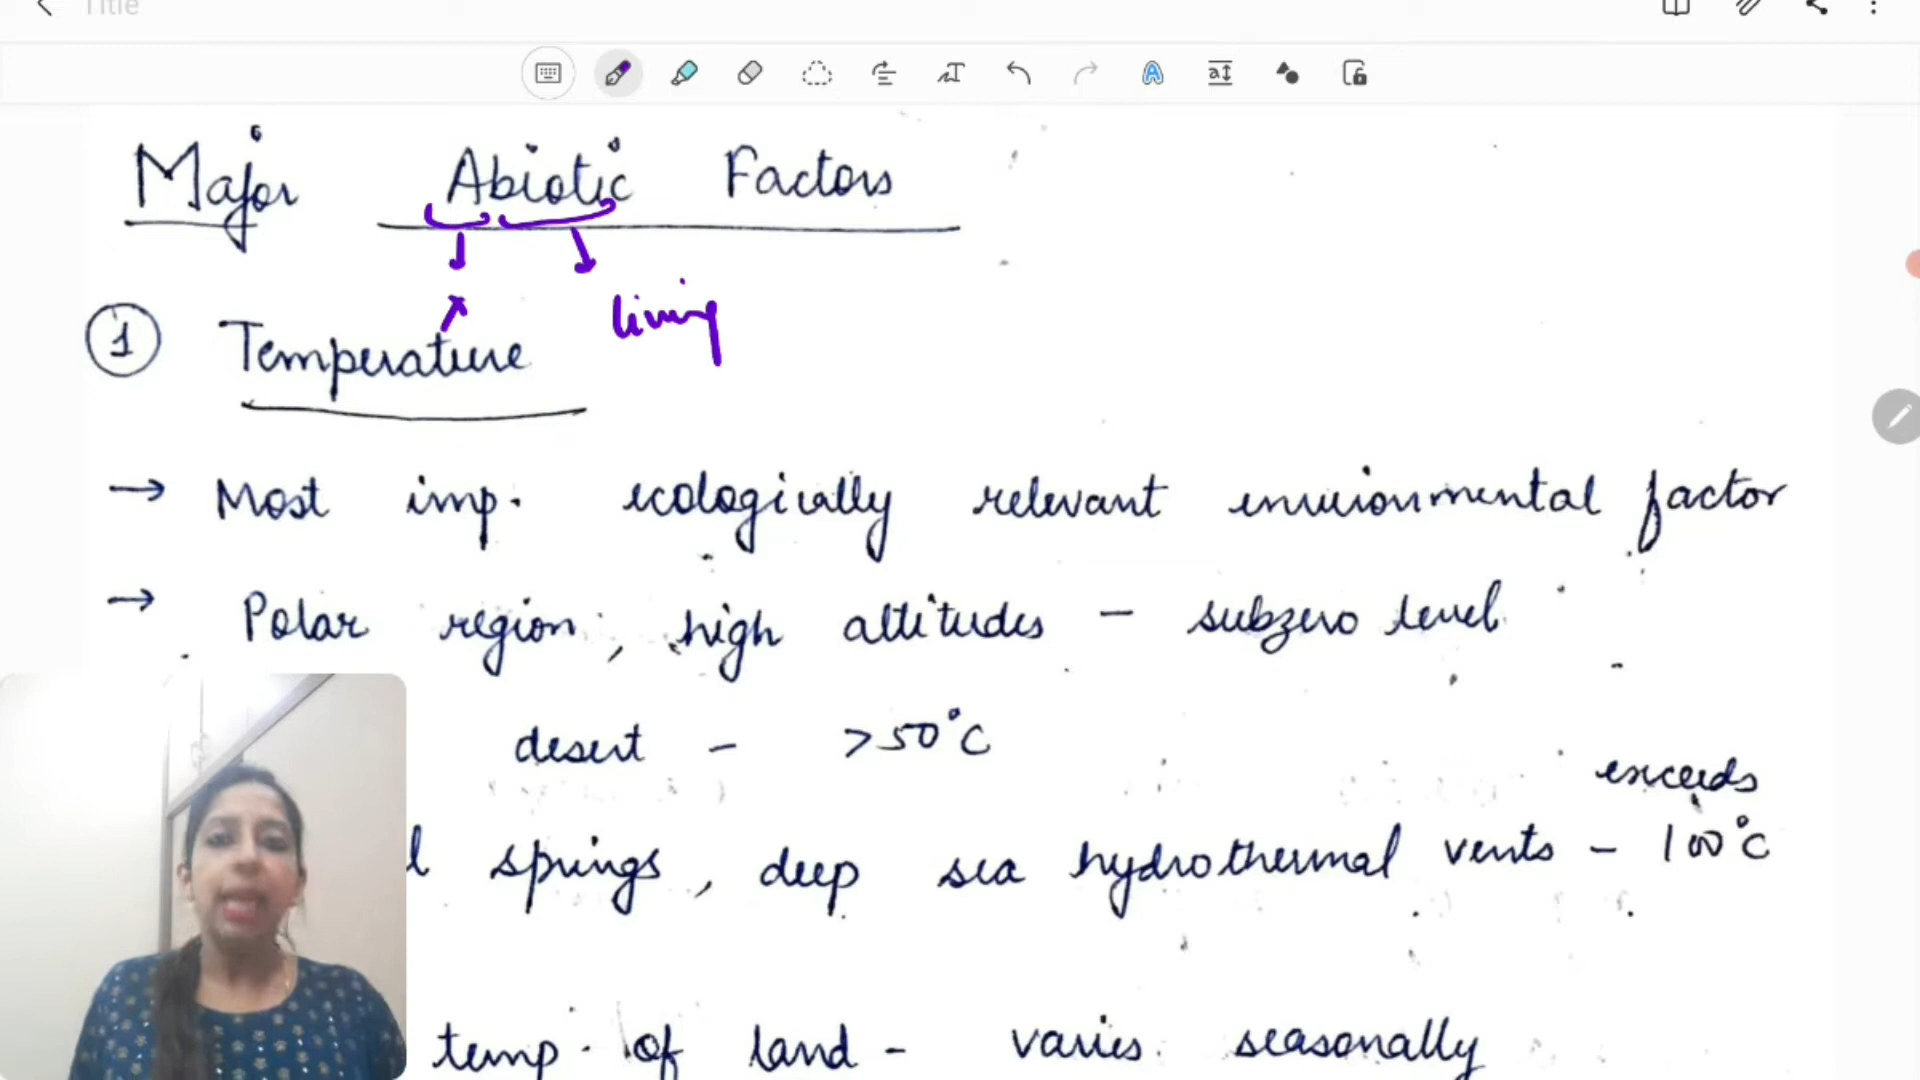 Title
Major Abiotic Factors
x living
1 Temperature
→ Most imp. ecologically relevant environmental factor
→ Polar region, high altitudes - subzero level
desert - >50°C
exceeds
springs, deep sea hydrothermal vents - 100°C
temp. of land - varies seasonally